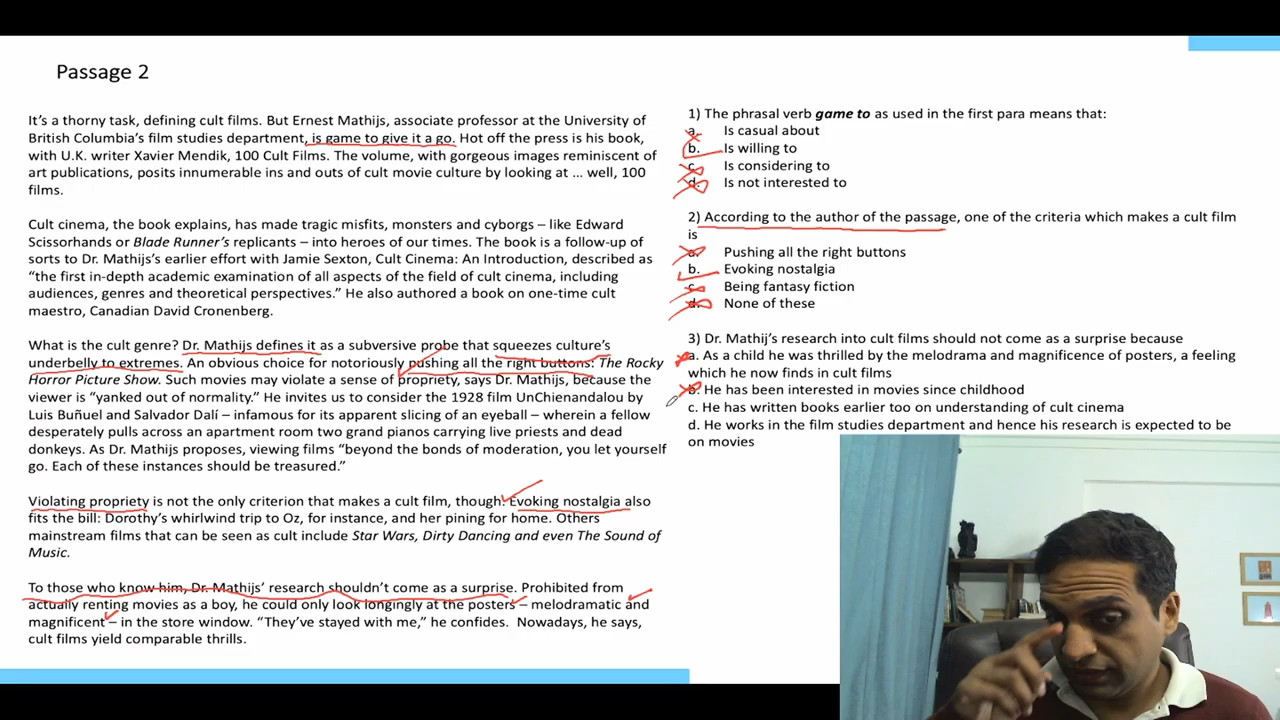 Passage 2
It's a thorny task, defining cult films. But Ernest Mathijs, associate professor at the University of
British Columbia's film studies department, is game to give it a go. Hot off the press is his book,
with U.K. writer Xavier Mendik, 100 Cult Films. The volume, with gorgeous images reminiscent of
art publications, posits innumerable ins and outs of cult movie culture by looking at … well, 100
films.
Cult cinema, the book explains, has made tragic misfits, monsters and cyborgs – like Edward
Scissorhands or Blade Runner's replicants – into heroes of our times. The book is a follow-up of
sorts to Dr. Mathijs's earlier effort with Jamie Sexton, Cult Cinema: An Introduction, described as
"the first in-depth academic examination of all aspects of the field of cult cinema, including
audiences, genres and theoretical perspectives." He also authored a book on one-time cult
maestro, Canadian David Cronenberg.
What is the cult genre? Dr. Mathijs defines it as a subversive probe that squeezes culture's
underbelly to extremes. An obvious choice for notoriously pushing all the right buttons: The Rocky
Horror Picture Show. Such movies may violate a sense of propriety, says Dr. Mathijs, because the
viewer is "yanked out of normality." He invites us to consider the 1928 film UnChienandalou by
Luis Buñuel and Salvador Dalí – infamous for its apparent slicing of an eyeball – wherein a fellow
desperately pulls across an apartment room two grand pianos carrying live priests and dead
donkeys. As Dr. Mathijs proposes, viewing films "beyond the bonds of moderation, you let yourself
go. Each of these instances should be treasured."
Violating propriety is not the only criterion that makes a cult film, though. Evoking nostalgia also
fits the bill: Dorothy's whirlwind trip to Oz, for instance, and her pining for home. Others
mainstream films that can be seen as cult include Star Wars, Dirty Dancing and even The Sound of
Music.
To those who know him, Dr. Mathijs' research shouldn't come as a surprise. Prohibited from
actually renting movies as a boy, he could only look longingly at the posters – melodramatic and
magnificent – in the store window. "They've stayed with me," he confides. Nowadays, he says,
cult films yield comparable thrills.
1) The phrasal verb game to as used in the first para means that:
a. Is casual about
b. Is willing to
c. Is considering to
d. Is not interested to
2) According to the author of the passage, one of the criteria which makes a cult film
is
a. Pushing all the right buttons
b. Evoking nostalgia
c. Being fantasy fiction
d. None of these
3) Dr. Mathij's research into cult films should not come as a surprise because
a. As a child he was thrilled by the melodrama and magnificence of posters, a feeling
which he now finds in cult films
b. He has been interested in movies since childhood
c. He has written books earlier too on understanding of cult cinema
d. He works in the film studies department and hence his research is expected to be
on movies